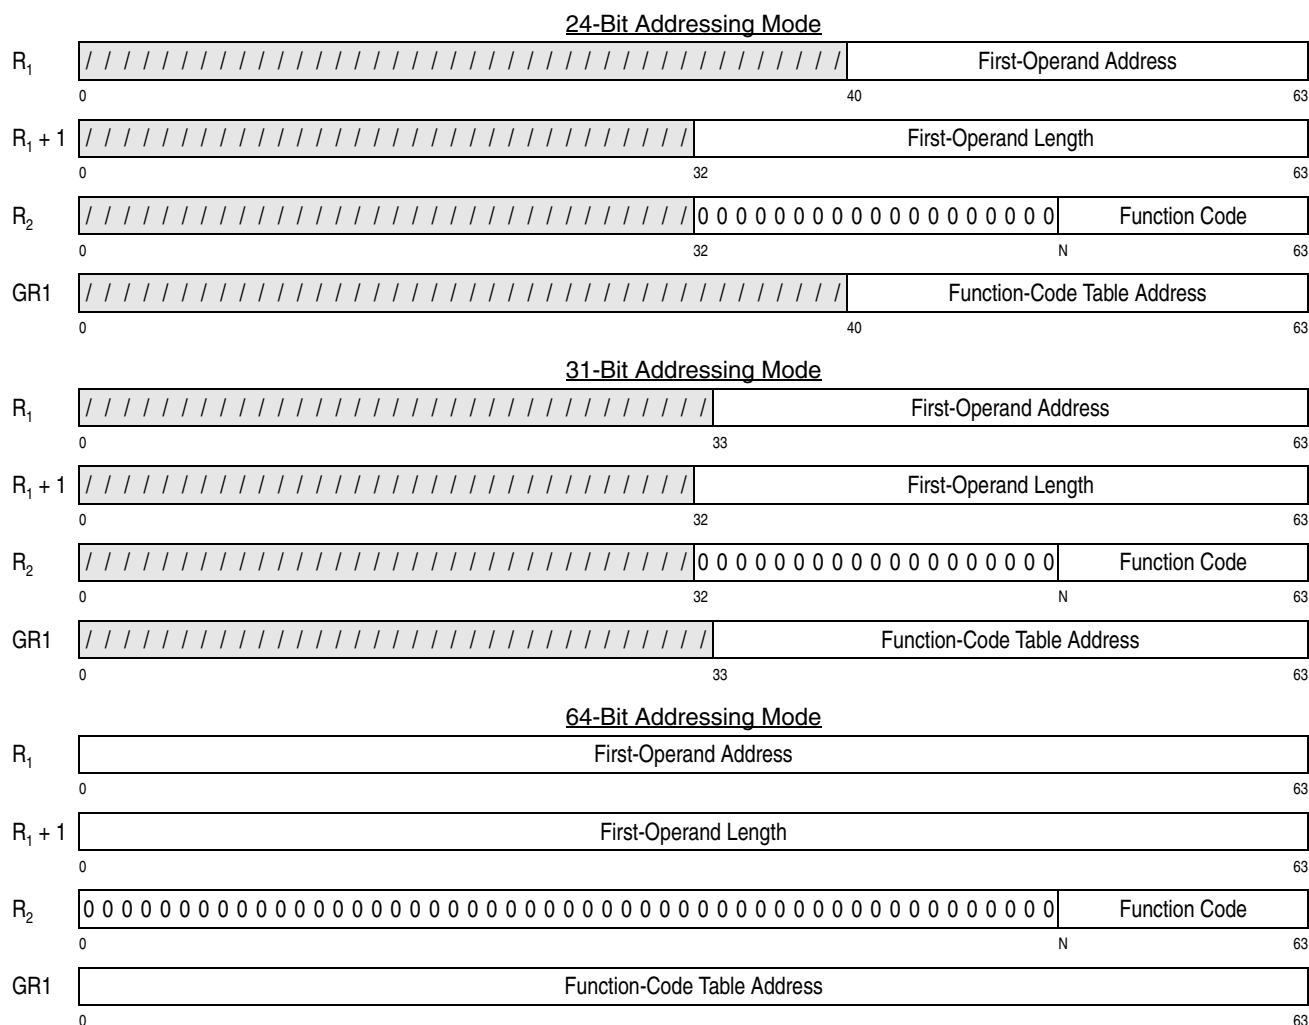 24-Bit Addressing Mode
R₁ / / / / / / / / / / / / / / / / / / / / / / / / / / / / / / / / / / / / / / / / First-Operand Address
0 40 63
R₁ + 1 / / / / / / / / / / / / / / / / / / / / / / / / / / / / / / / / First-Operand Length
0 32 63
R₂ / / / / / / / / / / / / / / / / / / / / / / / / / / / / / / / / 0 0 0 0 0 0 0 0 0 0 0 0 0 0 0 0 0 0 0 Function Code
0 32 N 63
GR1 / / / / / / / / / / / / / / / / / / / / / / / / / / / / / / / / / / / / / / / / Function-Code Table Address
0 40 63
31-Bit Addressing Mode
R₁ / / / / / / / / / / / / / / / / / / / / / / / / / / / / / / / / / First-Operand Address
0 33 63
R₁ + 1 / / / / / / / / / / / / / / / / / / / / / / / / / / / / / / / / First-Operand Length
0 32 63
R₂ / / / / / / / / / / / / / / / / / / / / / / / / / / / / / / / / 0 0 0 0 0 0 0 0 0 0 0 0 0 0 0 0 0 0 0 Function Code
0 32 N 63
GR1 / / / / / / / / / / / / / / / / / / / / / / / / / / / / / / / / / Function-Code Table Address
0 33 63
64-Bit Addressing Mode
R₁ First-Operand Address
0 63
R₁ + 1 First-Operand Length
0 63
R₂ 0 0 0 0 0 0 0 0 0 0 0 0 0 0 0 0 0 0 0 0 0 0 0 0 0 0 0 0 0 0 0 0 0 0 0 0 0 0 0 0 0 0 0 0 0 0 0 0 0 0 0 Function Code
0 N 63
GR1 Function-Code Table Address
0 63